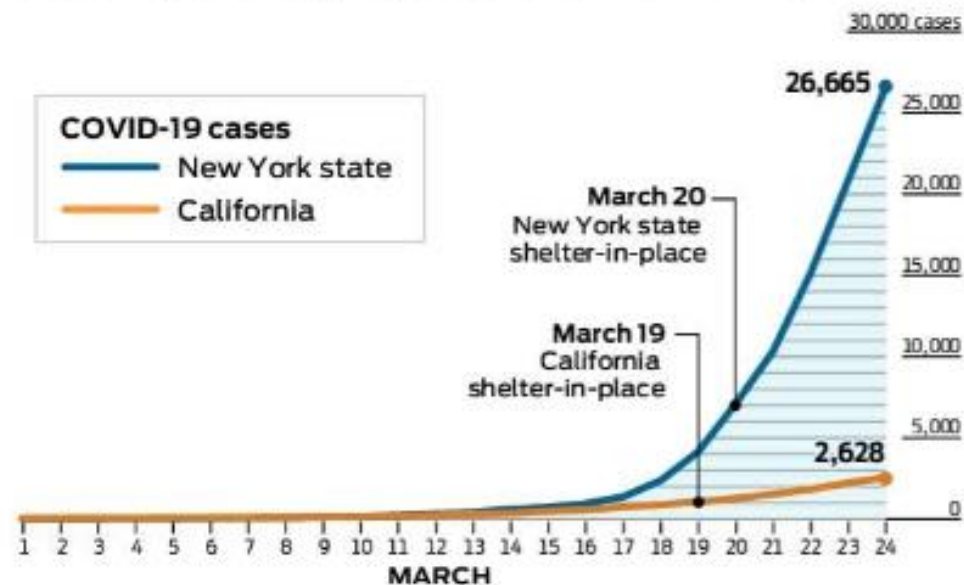 30,000 cases
26,665
25,000
COVID-19 cases
New York state
California
20,000
March 20
New York state
shelter-in-place
15,000
March 19
California
shelter-in-place
10,000
5,000
2,628
0
1 2 3 4 5 6 7 8 9 10 11 12 13 14 15 16 17 18 19 20 21 22 23 24
MARCH